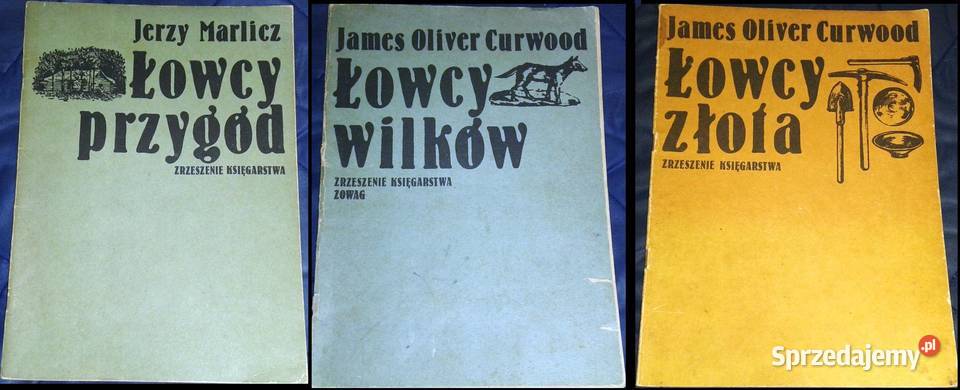 Jerzy Marlicz
Łowcy
przygód
ZRZESZENIE KSIĘGARSTWA
James Oliver Curwood
Łowcy
wilków
ZRZESZENIE KSIĘGARSTWA
ZOWAG
James Oliver Curwood
Łowcy
złota
ZRZESZENIE KSIĘGARSTWA
Sprzedajemy.pl